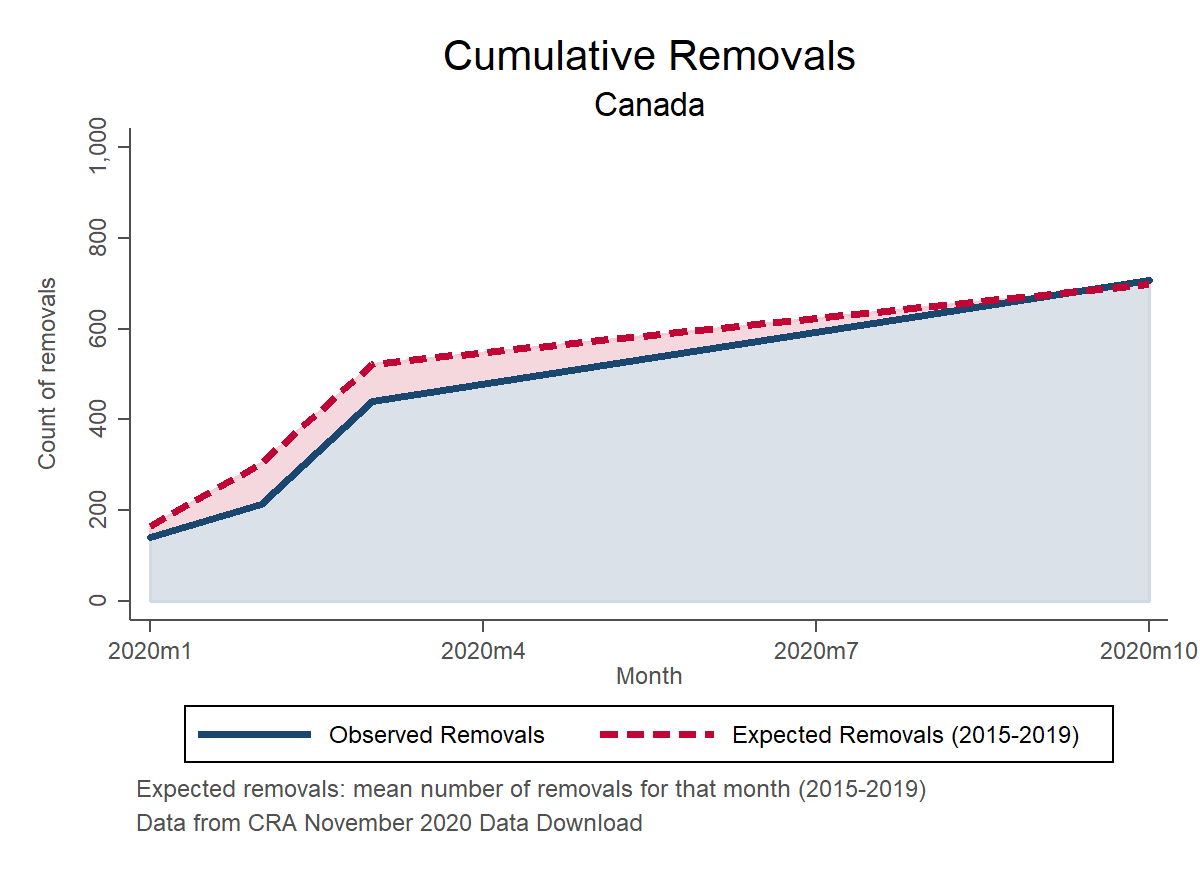 Cumulative Removals
Canada
1,000
800
600
400
200
0
Count of removals
2020m1
2020m4
2020m7
2020m10
Month
Observed Removals
Expected Removals (2015-2019)
Expected removals: mean number of removals for that month (2015-2019)
Data from CRA November 2020 Data Download